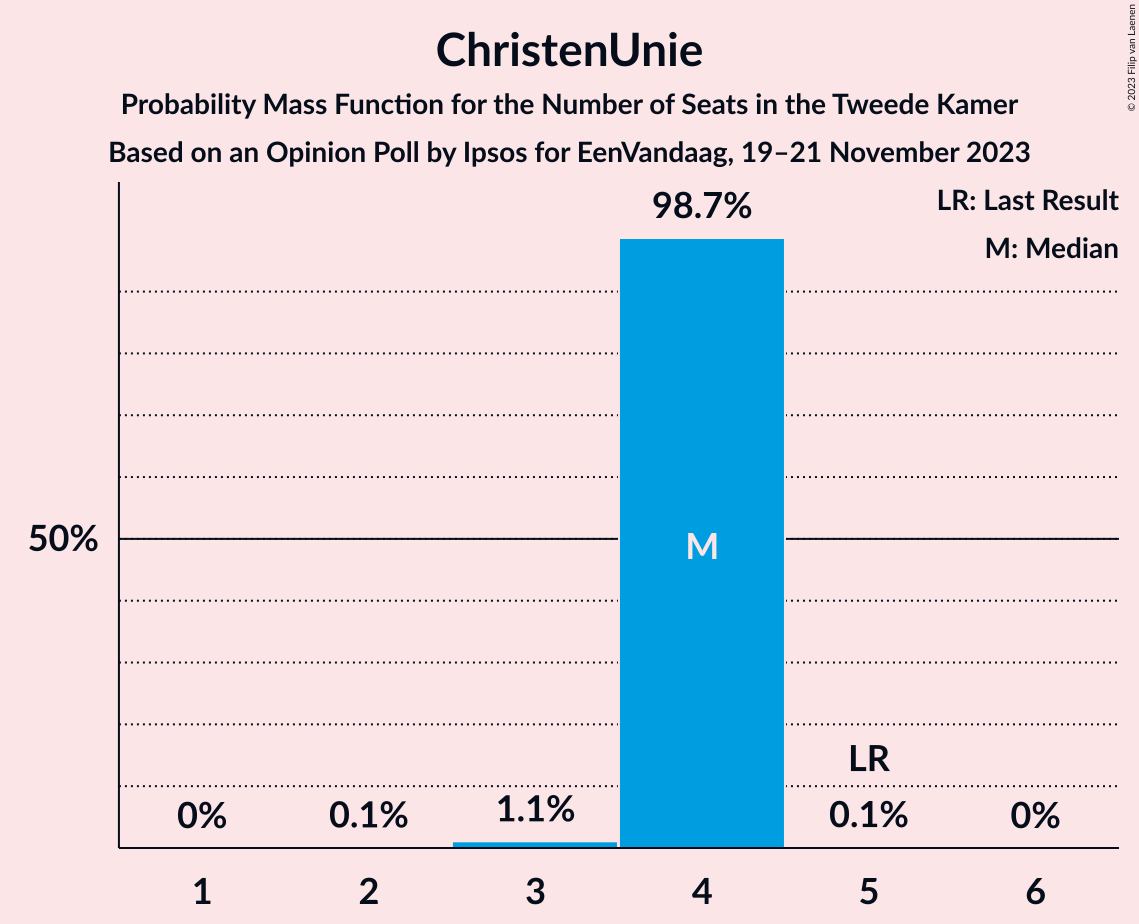 ChristenUnie
Probability Mass Function for the Number of Seats in the Tweede Kamer
Based on an Opinion Poll by Ipsos for EenVandaag, 19–21 November 2023
© 2023 Filip van Laenen
LR: Last Result
M: Median
98.7%
50%
M
LR
0%
0.1%
1.1%
0.1%
0%
1
2
3
4
5
6